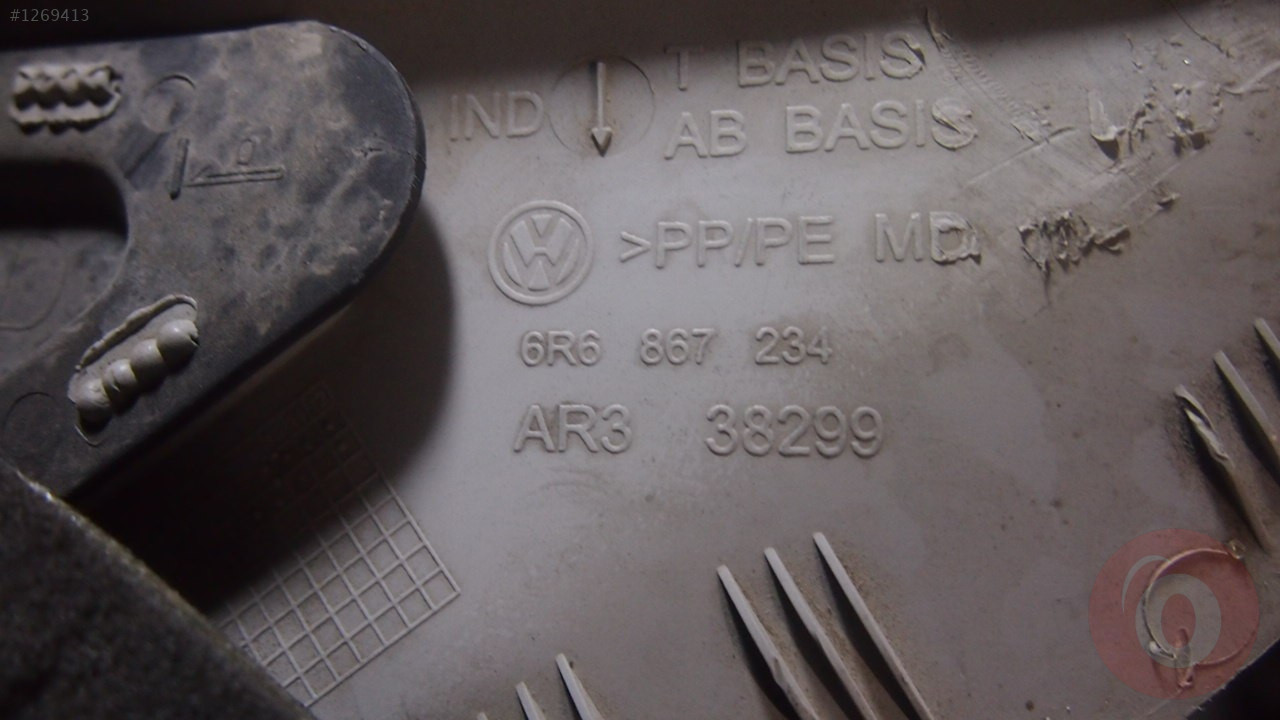 #1269413
T BASIS
IND AB BASIS
>PP/PE MD
6R6 867 234
AR3 38299